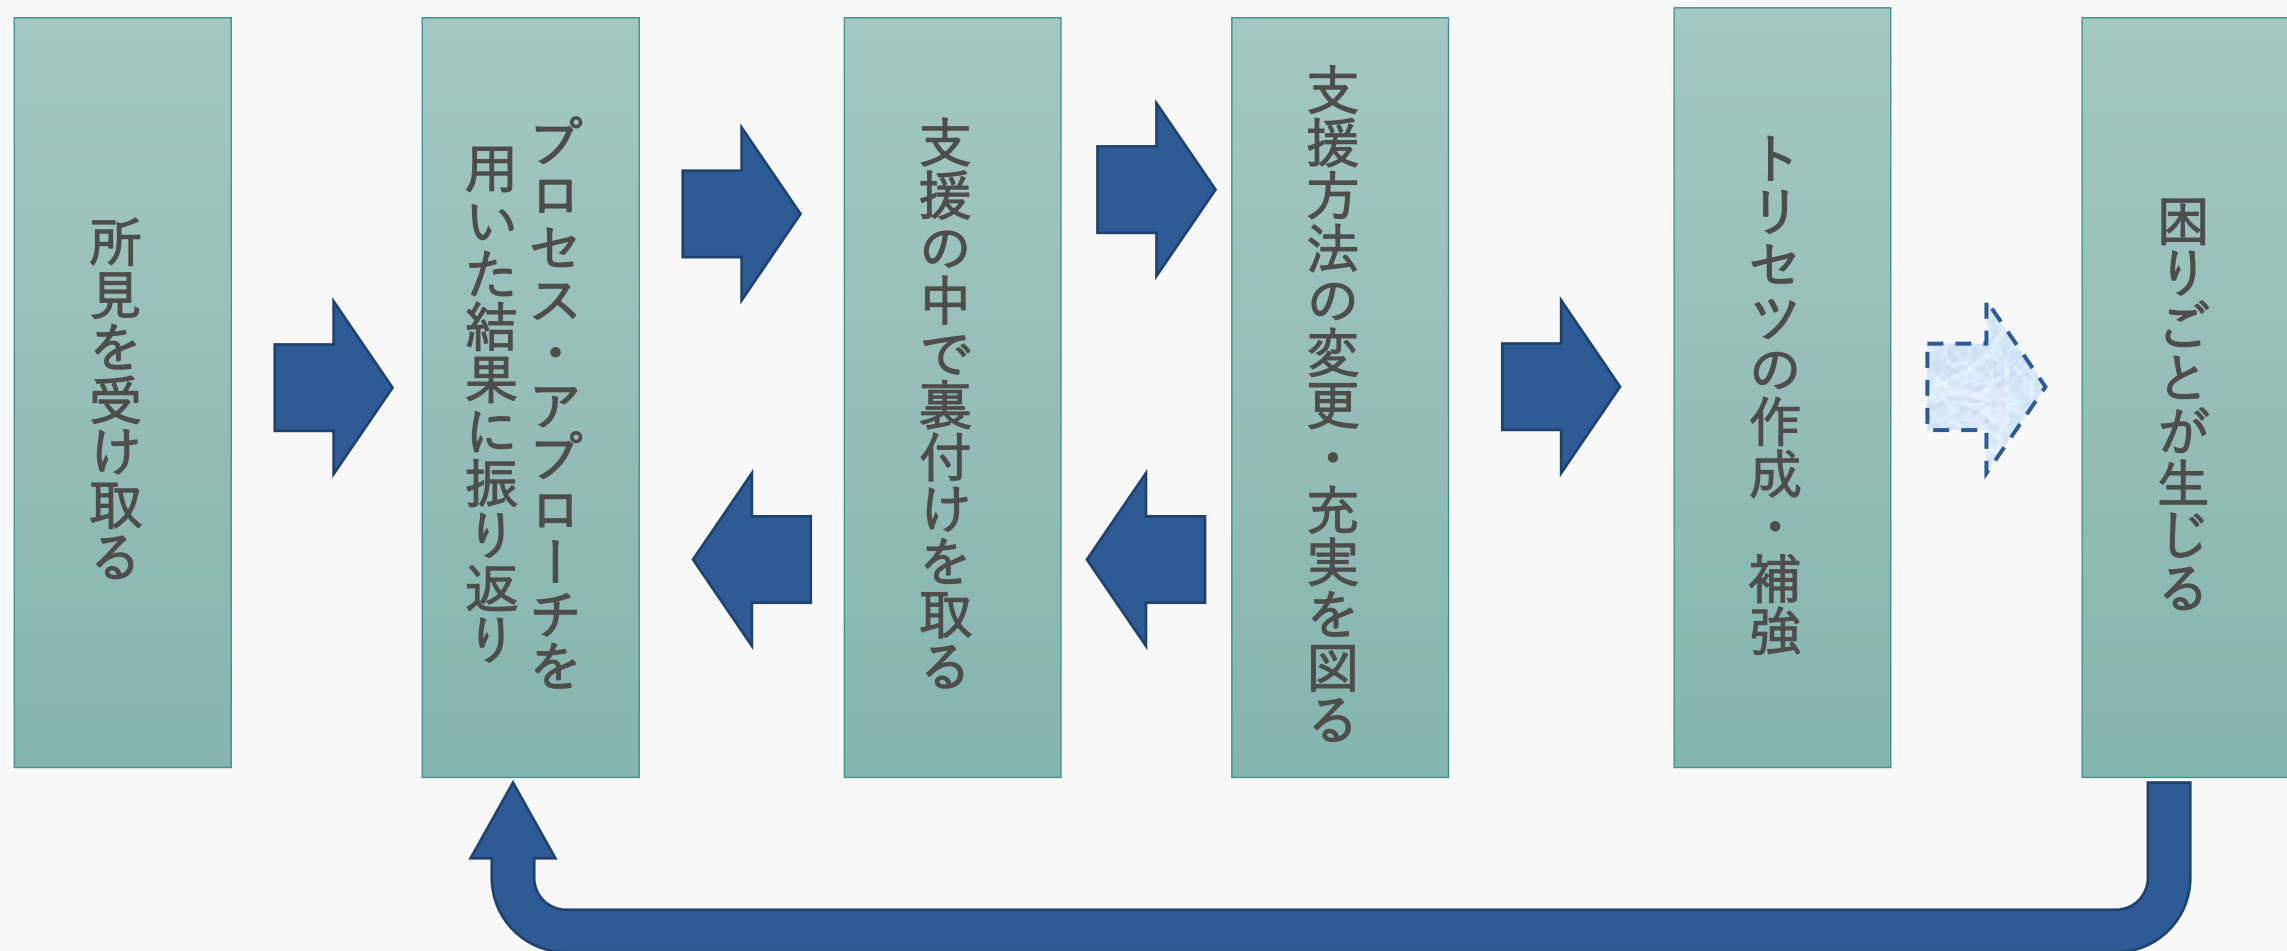 所見を受け取る
プロセス・アプローチを
用いた結果に振り返り
支援の中で裏付けを取る
支援方法の変更・充実を図る
トリセツの作成・補強
困りごとが生じる